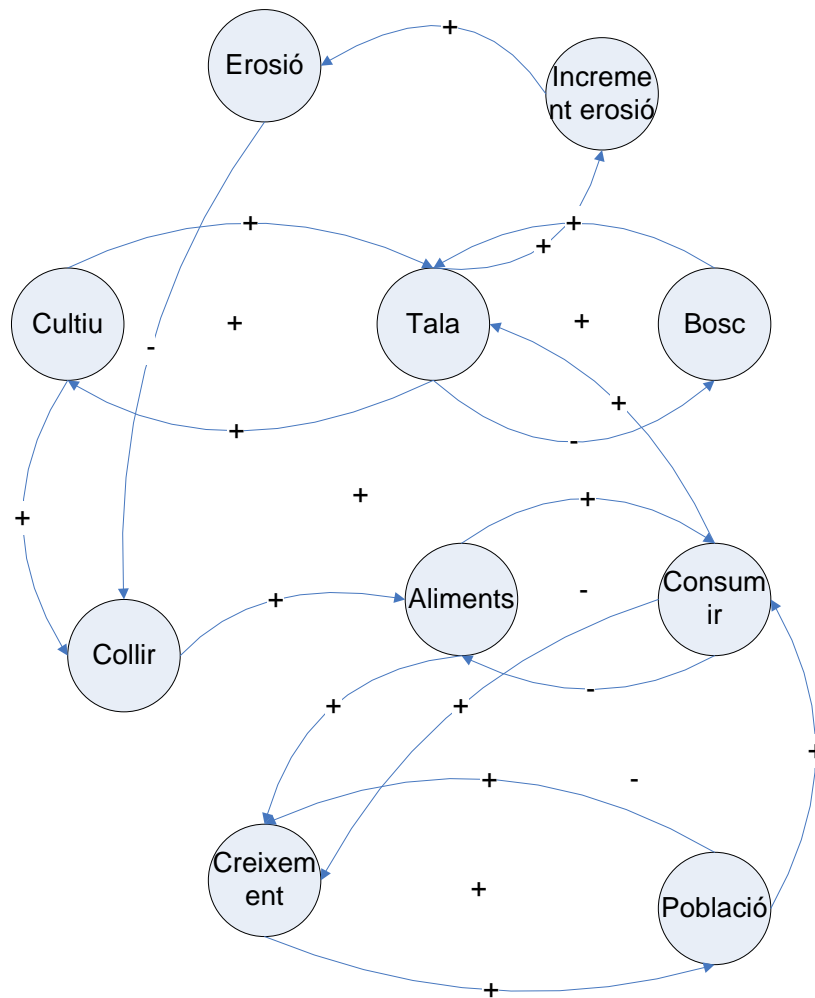 +
Erosió
Increme
nt erosió
+
+
+
Cultiu
+
Tala
+
Bosc
-
+
+
-
+
+
+
Aliments
-
Consum
ir
+
+
Collir
-
+
+
+
+
-
Creixem
ent
+
Població
+